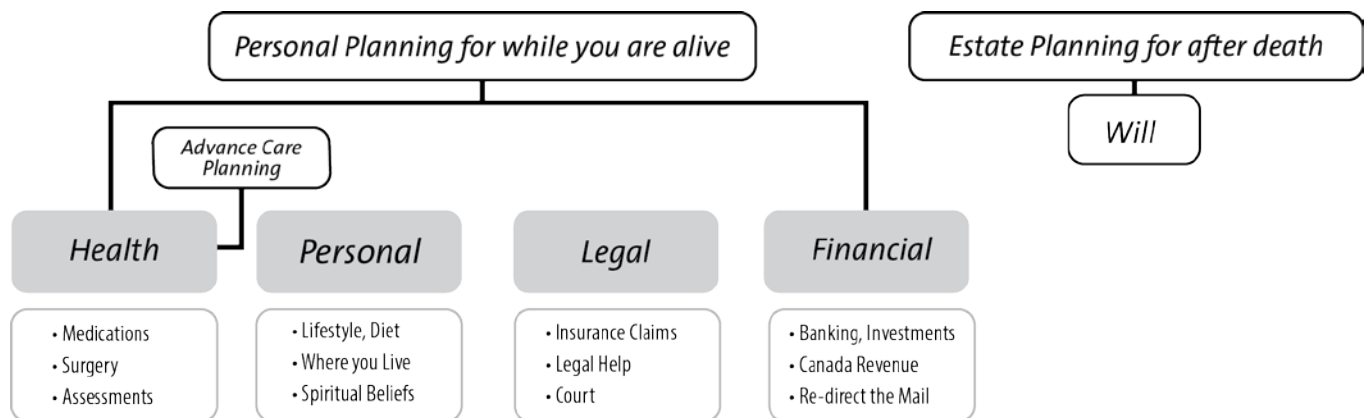 Personal Planning for while you are alive
Estate Planning for after death
Will
Advance Care
Planning
Health
Personal
Legal
Financial
• Medications
• Surgery
• Assessments
• Lifestyle, Diet
• Where you Live
• Spiritual Beliefs
• Insurance Claims
• Legal Help
• Court
• Banking, Investments
• Canada Revenue
• Re-direct the Mail